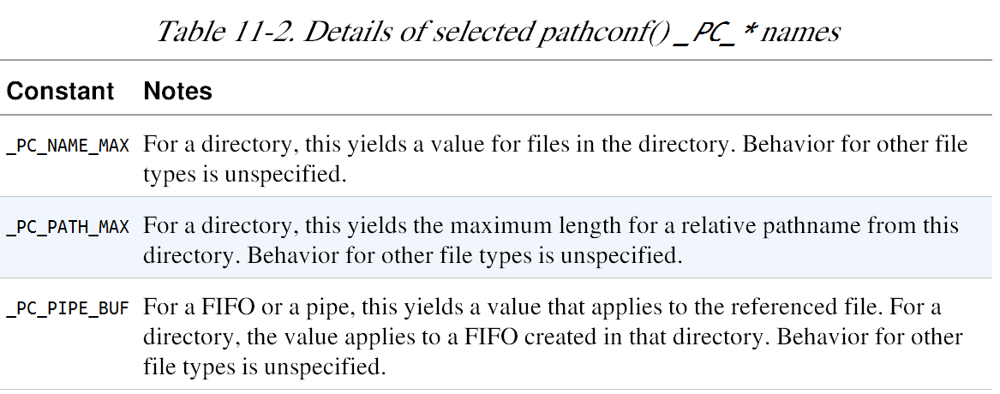 Table 11-2. Details of selected pathconf() _PC_* names
Constant Notes
_PC_NAME_MAX For a directory, this yields a value for files in the directory. Behavior for other file
types is unspecified.
_PC_PATH_MAX For a directory, this yields the maximum length for a relative pathname from this
directory. Behavior for other file types is unspecified.
_PC_PIPE_BUF For a FIFO or a pipe, this yields a value that applies to the referenced file. For a
directory, the value applies to a FIFO created in that directory. Behavior for other
file types is unspecified.